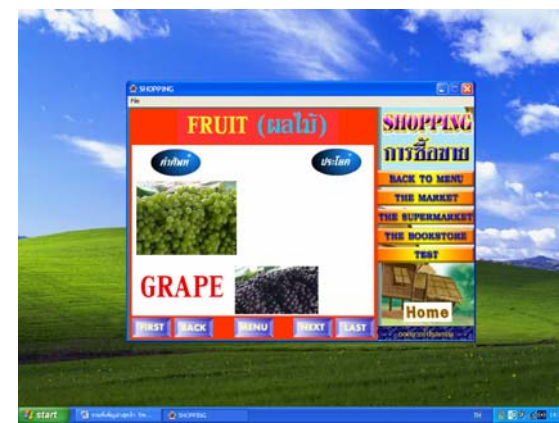 SHOPPING
File
FRUIT (ผลไม้)
คำศัพท์
ประโยค
GRAPE
FIRST
BACK
MENU
NEXT
LAST
SHOPPING
การซื้อขาย
BACK TO MENU
THE MARKET
THE SUPERMARKET
THE BOOKSTORE
TEST
Home
start
SHOPPING
TH